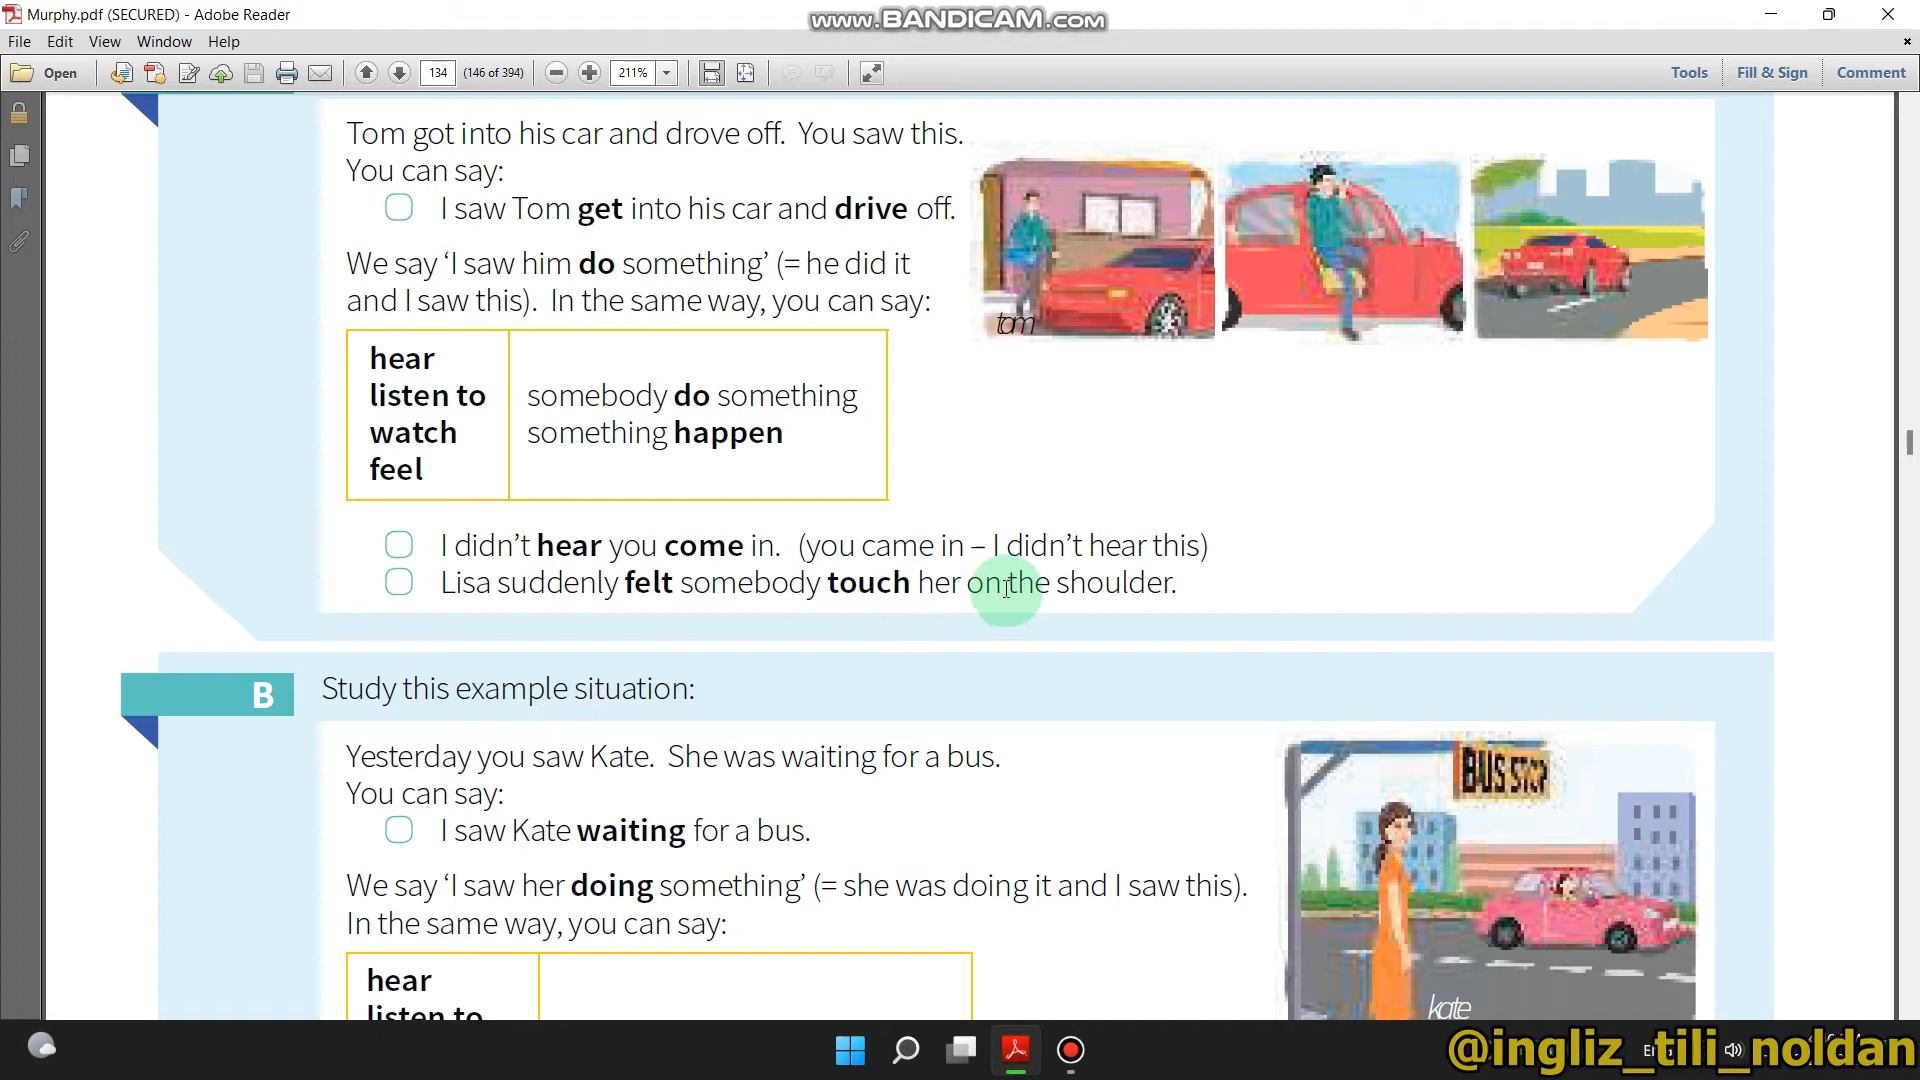 Murphy.pdf (SECURED) - Adobe Reader
www.BANDICAM.com
File Edit View Window Help
Open 134 (146 of 394) 211% Tools Fill & Sign Comment
Tom got into his car and drove off. You saw this.
You can say:
I saw Tom get into his car and drive off.
We say ‘I saw him do something’ (= he did it
and I saw this). In the same way, you can say:
tom
hear
listen to
watch
feel
somebody do something
something happen
I didn’t hear you come in. (you came in – I didn’t hear this)
Lisa suddenly felt somebody touch her on the shoulder.
B Study this example situation:
Yesterday you saw Kate. She was waiting for a bus.
You can say:
I saw Kate waiting for a bus.
We say ‘I saw her doing something’ (= she was doing it and I saw this).
In the same way, you can say:
BUS STOP
kate
hear
listen to
@ingliz_tili_noldan